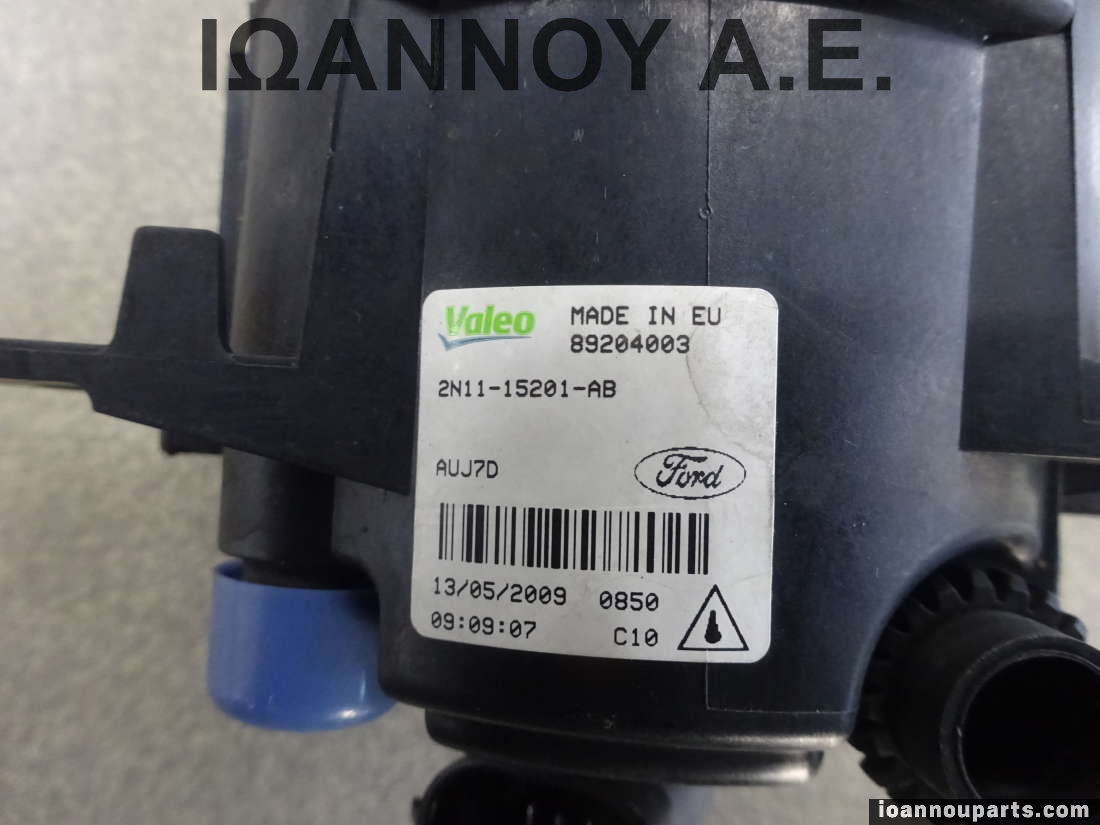 ΙΩΑΝΝΟΥ Α.Ε.
Valeo
MADE IN EU
89204003
2N11-15201-AB
AUJ7D
Ford
13/05/2009 0850
09:09:07 C10
ioannouparts.com